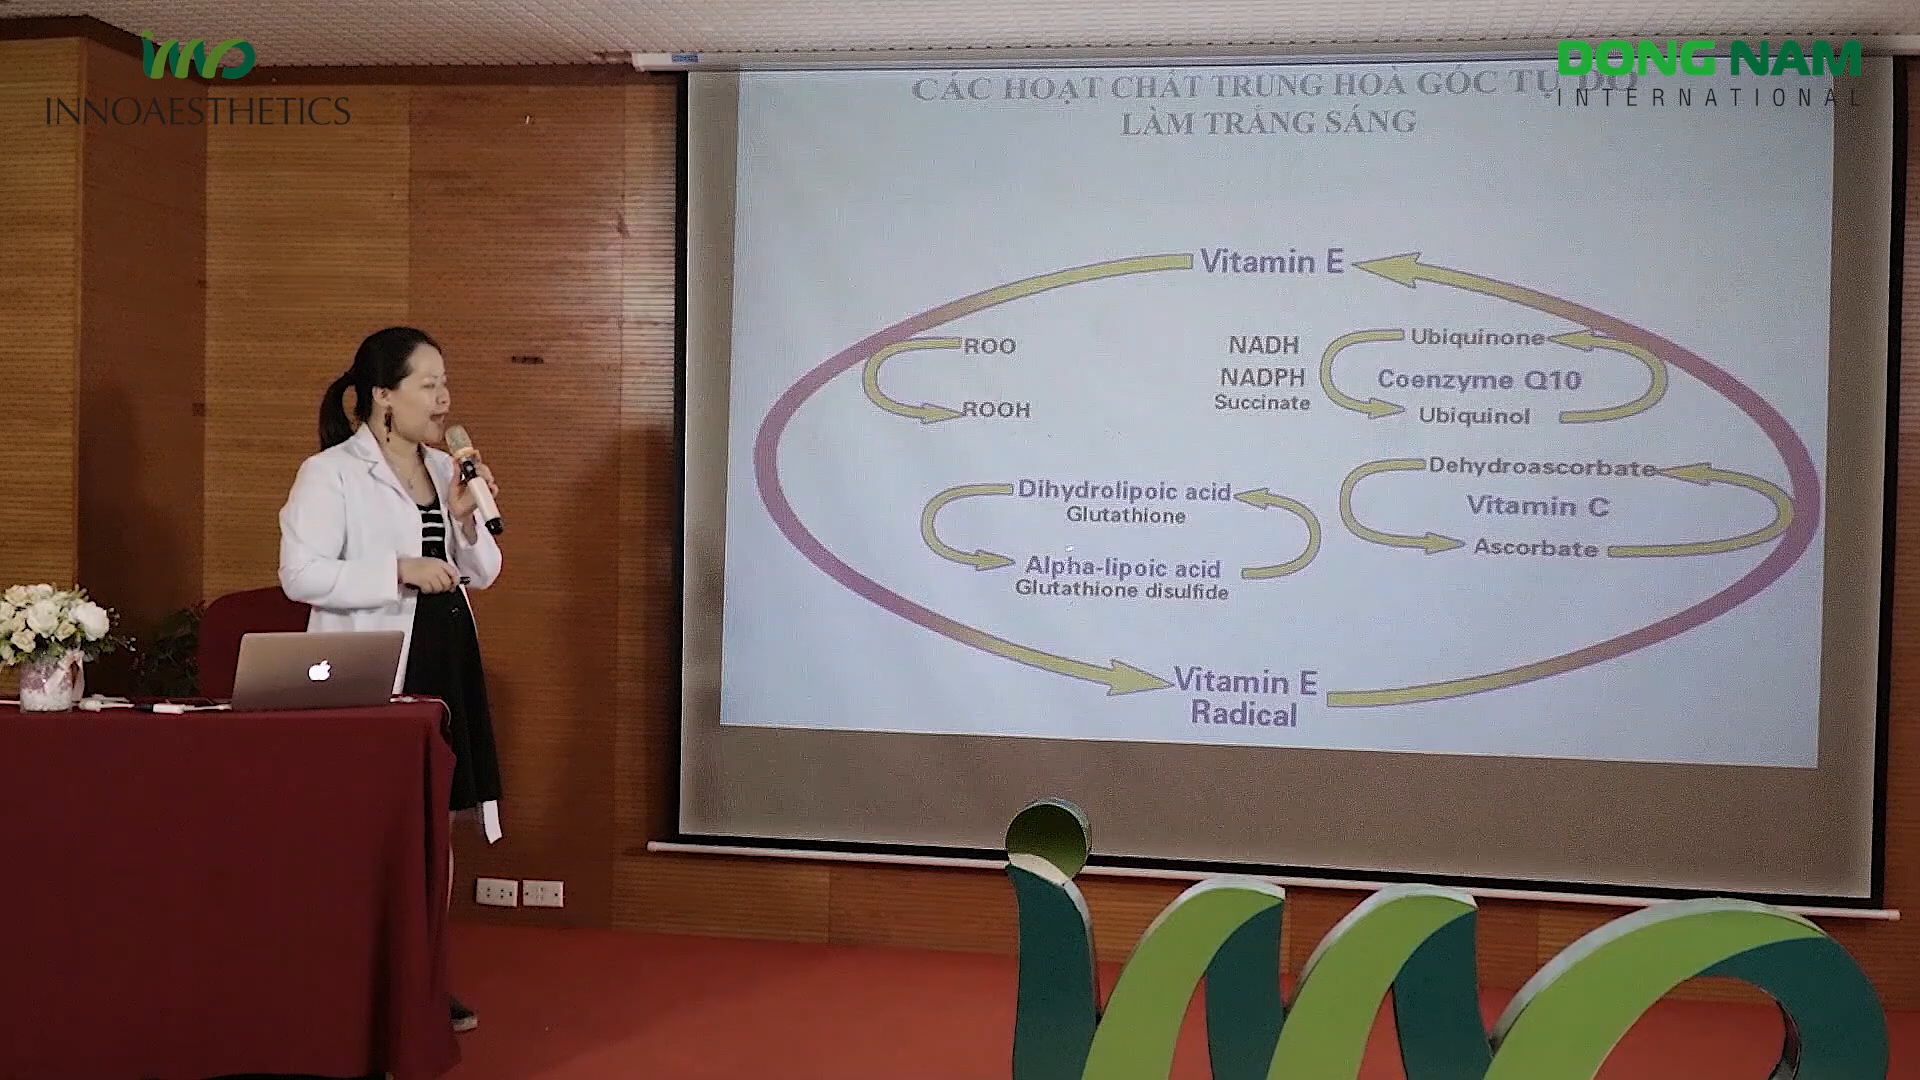 INNOAESTHETICS
DONG NAM
INTERNATIONAL
CÁC HOẠT CHẤT TRUNG HOÀ GỐC TỰ DO
LÀM TRẮNG SÁNG
Vitamin E
ROO
ROOH
NADH
NADPH
Succinate
Ubiquinone
Coenzyme Q10
Ubiquinol
Dihydrolipoic acid
Glutathione
Alpha-lipoic acid
Glutathione disulfide
Dehydroascorbate
Vitamin C
Ascorbate
Vitamin E
Radical